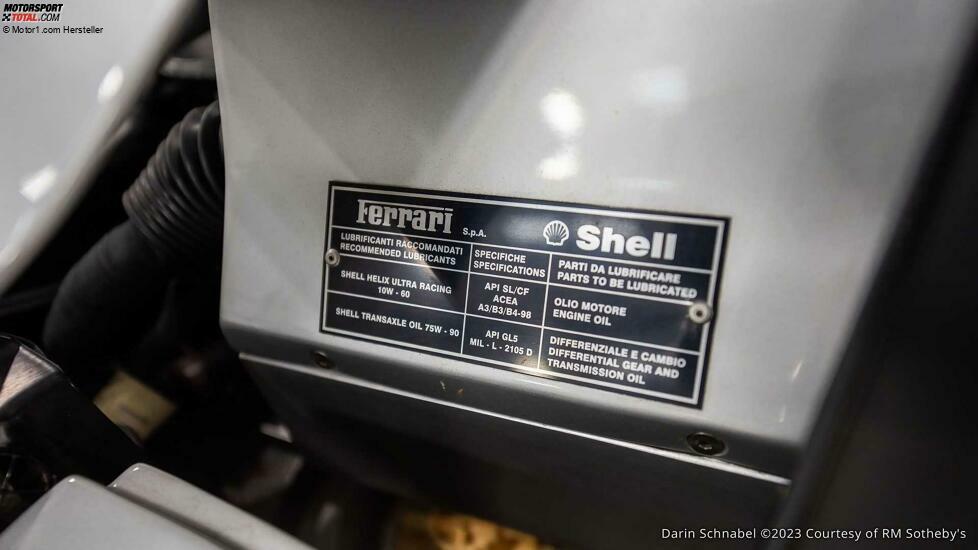 MOTORSPORT
TOTAL.COM
© Motor1.com Hersteller
Ferrari S.p.A.
Shell
LUBRIFICANTI RACCOMANDATI
RECOMMENDED LUBRICANTS
SPECIFICHE
SPECIFICATIONS
PARTI DA LUBRIFICARE
PARTS TO BE LUBRICATED
SHELL HELIX ULTRA RACING
10W - 60
API SL/CF
ACEA
A3/B3/B4-98
OLIO MOTORE
ENGINE OIL
SHELL TRANSAXLE OIL 75W - 90
API GL5
MIL - L - 2105 D
DIFFERENZIALE E CAMBIO
DIFFERENTIAL GEAR AND
TRANSMISSION OIL
Darin Schnabel ©2023 Courtesy of RM Sotheby's